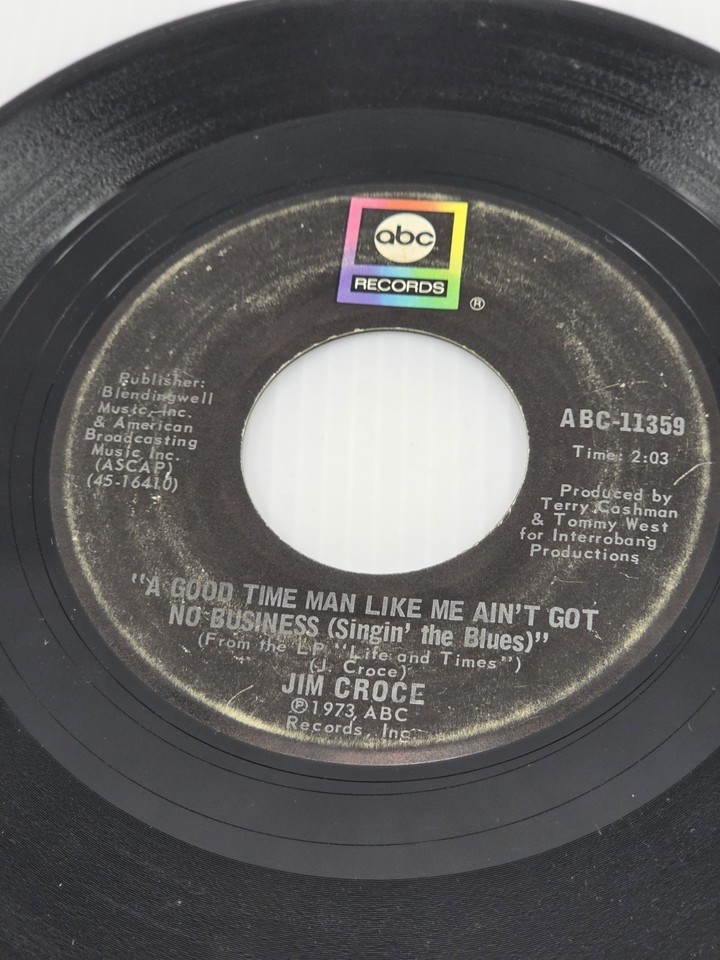 abc
RECORDS
®
Publisher:
Blendingwell
Music, Inc.
& American
Broadcasting
Music Inc.
(ASCAP)
(45-16410)
ABC-11359
Time: 2:03
Produced by
Terry Cashman
& Tommy West
for Interrobang
Productions
"A GOOD TIME MAN LIKE ME AIN'T GOT
NO BUSINESS (Singin' the Blues)"
(From the LP "Life and Times")
(J. Croce)
JIM CROCE
℗1973 ABC
Records, Inc.